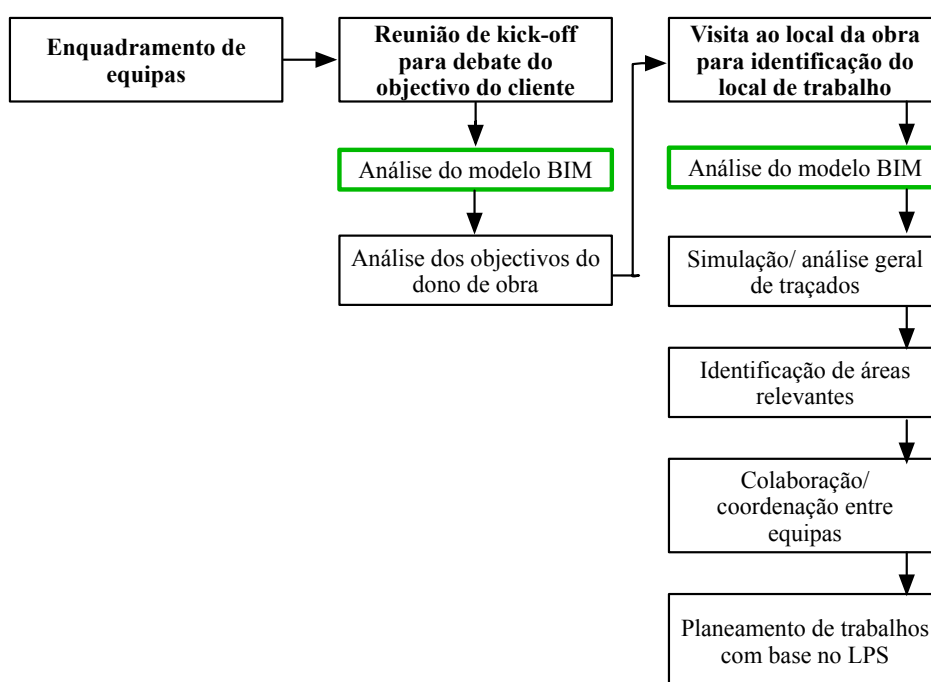 Enquadramento de
equipas
Reunião de kick-off
para debate do
objectivo do cliente
Análise do modelo BIM
Análise dos objectivos do
dono de obra
Visita ao local da obra
para identificação do
local de trabalho
Análise do modelo BIM
Simulação/ análise geral
de traçados
Identificação de áreas
relevantes
Colaboração/
coordenação entre
equipas
Planeamento de trabalhos
com base no LPS